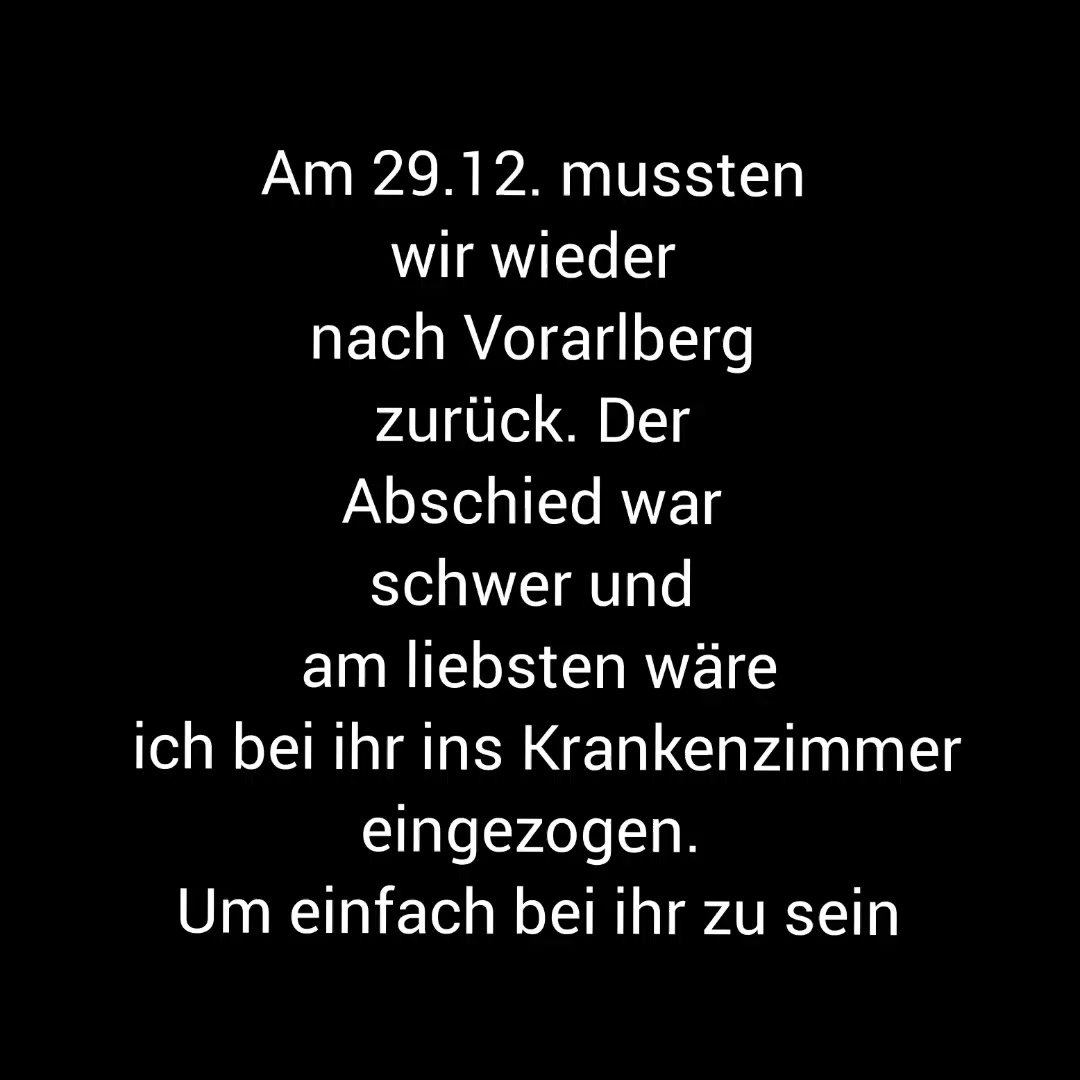 Am 29.12. mussten
wir wieder
nach Vorarlberg
zurück. Der
Abschied war
schwer und
am liebsten wäre
ich bei ihr ins Krankenzimmer
eingezogen.
Um einfach bei ihr zu sein